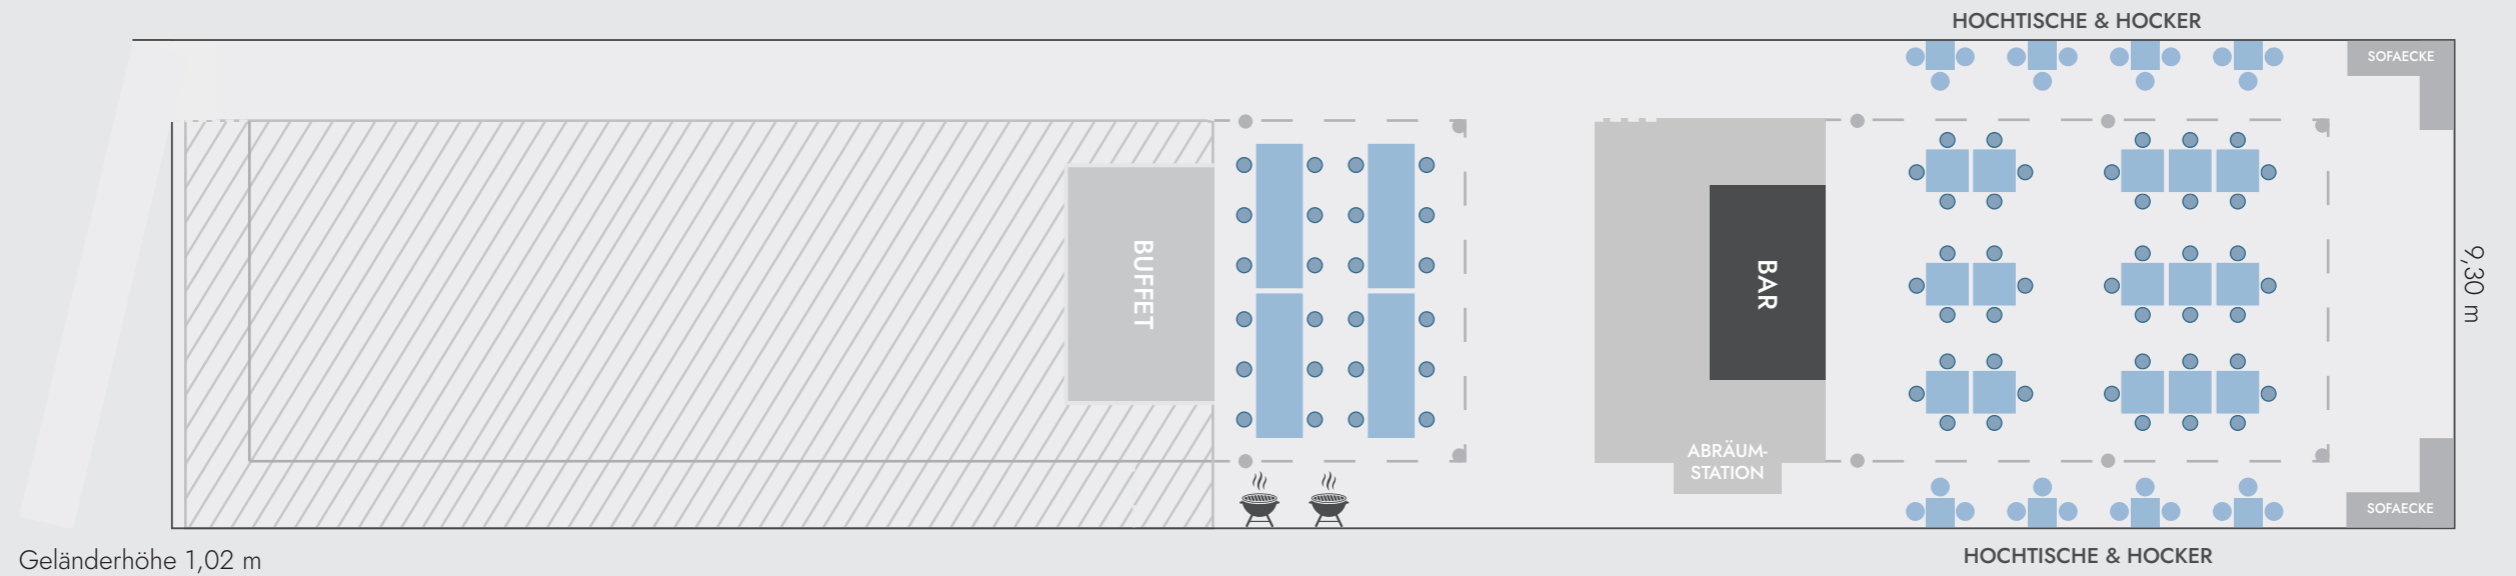 HOCHTISCHE & HOCKER
SOFAECKE
BUFFET
BAR
9,30 m
ABRÄUM-
STATION
SOFAECKE
Geländerhöhe 1,02 m
HOCHTISCHE & HOCKER